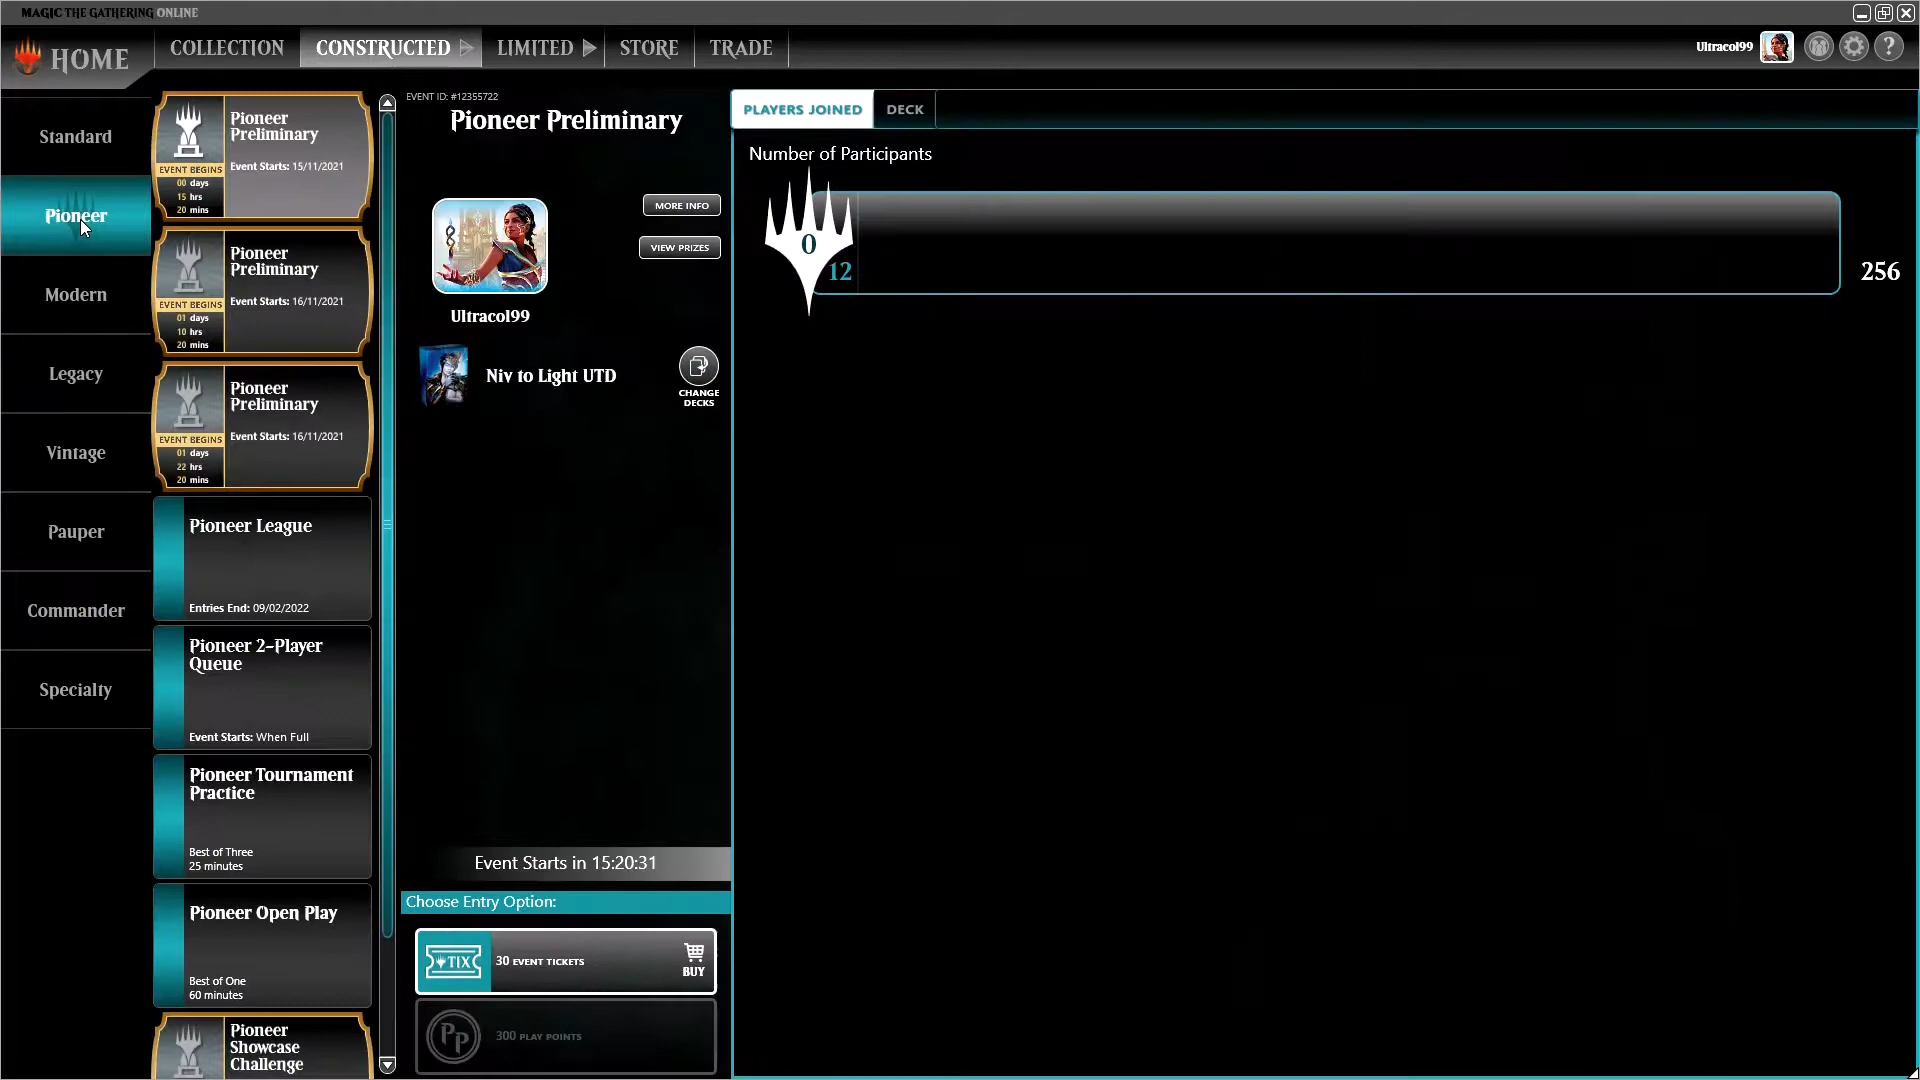 MAGIC THE GATHERING ONLINE
HOME
COLLECTION
CONSTRUCTED
LIMITED
STORE
TRADE
Ultracol99
?
Standard
Pioneer
Modern
Legacy
Vintage
Pauper
Commander
Specialty
Pioneer
Preliminary
Event Starts: 15/11/2021
EVENT BEGINS
00 days
15 hrs
20 mins
Pioneer
Preliminary
Event Starts: 16/11/2021
EVENT BEGINS
01 days
10 hrs
20 mins
Pioneer
Preliminary
Event Starts: 16/11/2021
EVENT BEGINS
01 days
22 hrs
20 mins
Pioneer League
Entries End: 09/02/2022
Pioneer 2-Player
Queue
Event Starts: When Full
Pioneer Tournament
Practice
Best of Three
25 minutes
Pioneer Open Play
Best of One
60 minutes
Pioneer
Showcase
Challenge
EVENT ID: #12355722
Pioneer Preliminary
MORE INFO
VIEW PRIZES
Ultracol99
Niv to Light UTD
CHANGE
DECKS
Event Starts in 15:20:31
Choose Entry Option:
TIX
30 EVENT TICKETS
BUY
PP
300 PLAY POINTS
PLAYERS JOINED
DECK
Number of Participants
0
12
256